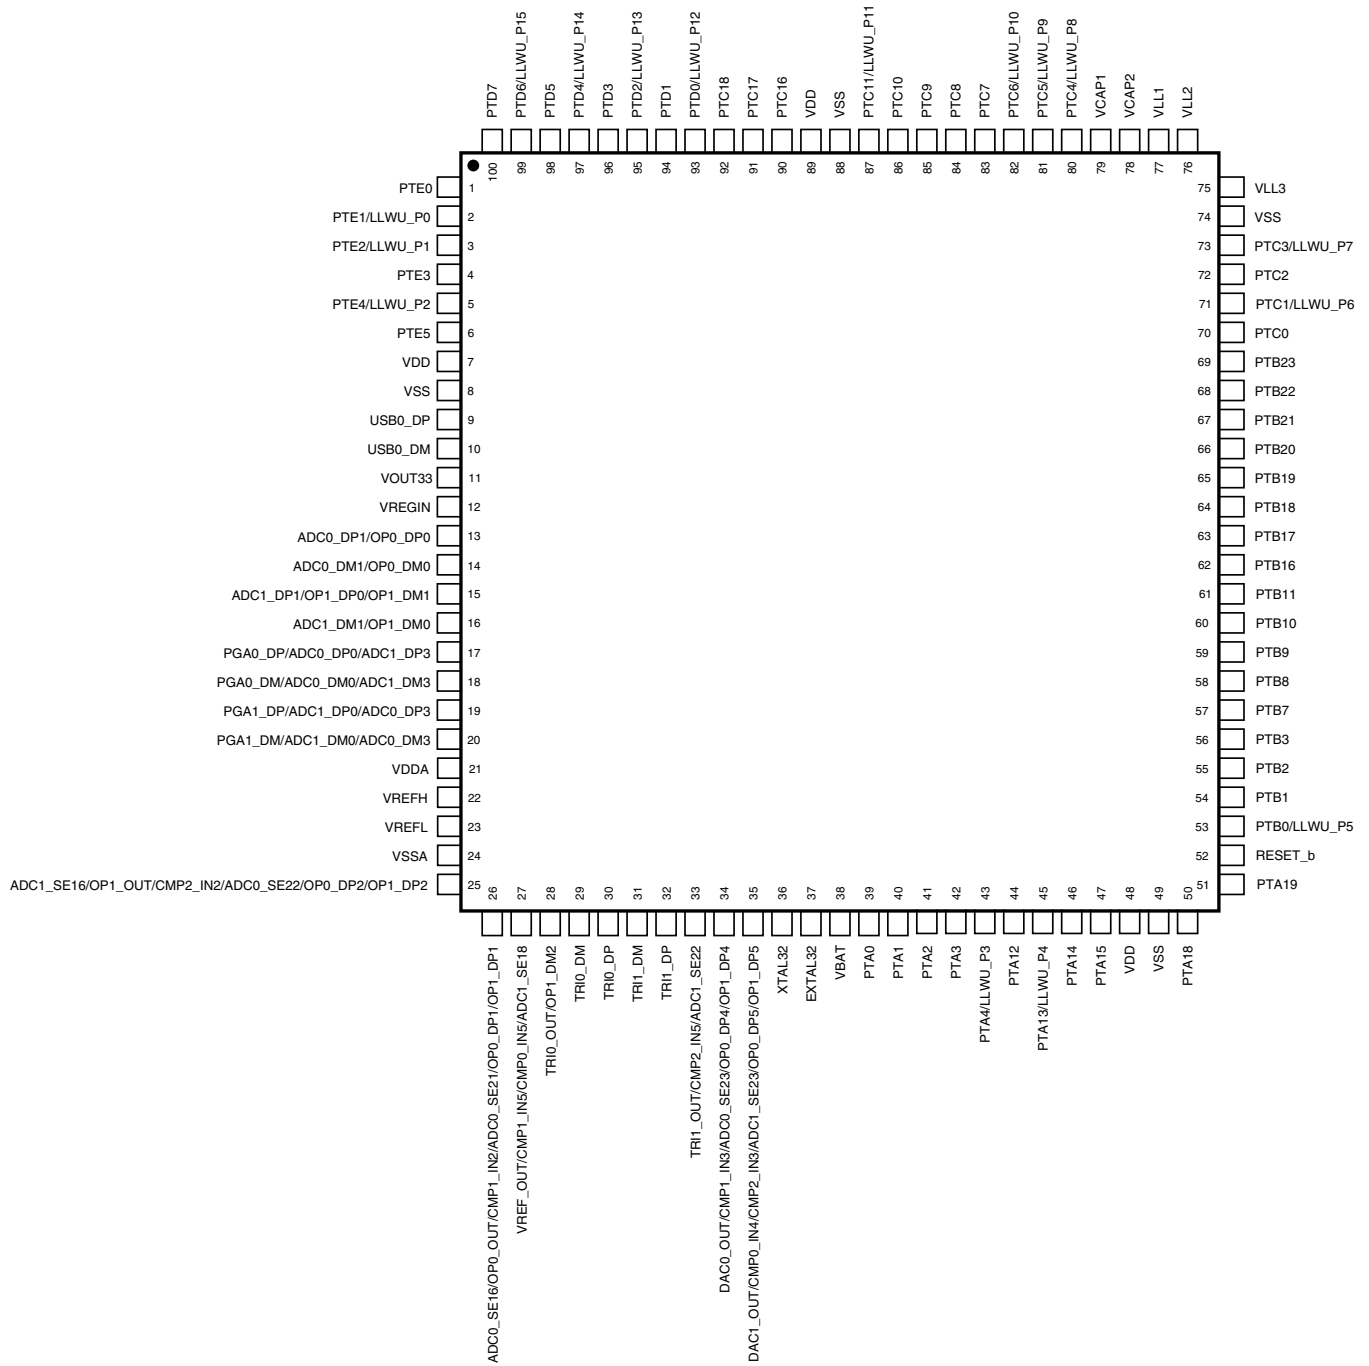 PTD7
PTD6/LLWU_P15
PTD5
PTD4/LLWU_P14
PTD3
PTD2/LLWU_P13
PTD1
PTD0/LLWU_P12
PTC18
PTC17
PTC16
VDD
VSS
PTC11/LLWU_P11
PTC10
PTC9
PTC8
PTC7
PTC6/LLWU_P10
PTC5/LLWU_P9
PTC4/LLWU_P8
VCAP1
VCAP2
VLL1
VLL2
100
99
98
97
96
95
94
93
92
91
90
89
88
87
86
85
84
83
82
81
80
79
78
77
76
PTE0 1
PTE1/LLWU_P0 2
PTE2/LLWU_P1 3
PTE3 4
PTE4/LLWU_P2 5
PTE5 6
VDD 7
VSS 8
USB0_DP 9
USB0_DM 10
VOUT33 11
VREGIN 12
ADC0_DP1/OP0_DP0 13
ADC0_DM1/OP0_DM0 14
ADC1_DP1/OP1_DP0/OP1_DM1 15
ADC1_DM1/OP1_DM0 16
PGA0_DP/ADC0_DP0/ADC1_DP3 17
PGA0_DM/ADC0_DM0/ADC1_DM3 18
PGA1_DP/ADC1_DP0/ADC0_DP3 19
PGA1_DM/ADC1_DM0/ADC0_DM3 20
VDDA 21
VREFH 22
VREFL 23
VSSA 24
ADC1_SE16/OP1_OUT/CMP2_IN2/ADC0_SE22/OP0_DP2/OP1_DP2 25
75 VLL3
74 VSS
73 PTC3/LLWU_P7
72 PTC2
71 PTC1/LLWU_P6
70 PTC0
69 PTB23
68 PTB22
67 PTB21
66 PTB20
65 PTB19
64 PTB18
63 PTB17
62 PTB16
61 PTB11
60 PTB10
59 PTB9
58 PTB8
57 PTB7
56 PTB3
55 PTB2
54 PTB1
53 PTB0/LLWU_P5
52 RESET_b
51 PTA19
26
27
28
29
30
31
32
33
34
35
36
37
38
39
40
41
42
43
44
45
46
47
48
49
50
ADC0_SE16/OP0_OUT/CMP1_IN2/ADC0_SE21/OP0_DP1/OP1_DP1
VREF_OUT/CMP1_IN5/CMP0_IN5/ADC1_SE18
TRI0_OUT/OP1_DM2
TRI0_DM
TRI0_DP
TRI1_DM
TRI1_DP
TRI1_OUT/CMP2_IN5/ADC1_SE22
DAC0_OUT/CMP1_IN3/ADC0_SE23/OP0_DP4/OP1_DP4
DAC1_OUT/CMP0_IN4/CMP2_IN3/ADC1_SE23/OP0_DP5/OP1_DP5
XTAL32
EXTAL32
VBAT
PTA0
PTA1
PTA2
PTA3
PTA4/LLWU_P3
PTA12
PTA13/LLWU_P4
PTA14
PTA15
VDD
VSS
PTA18